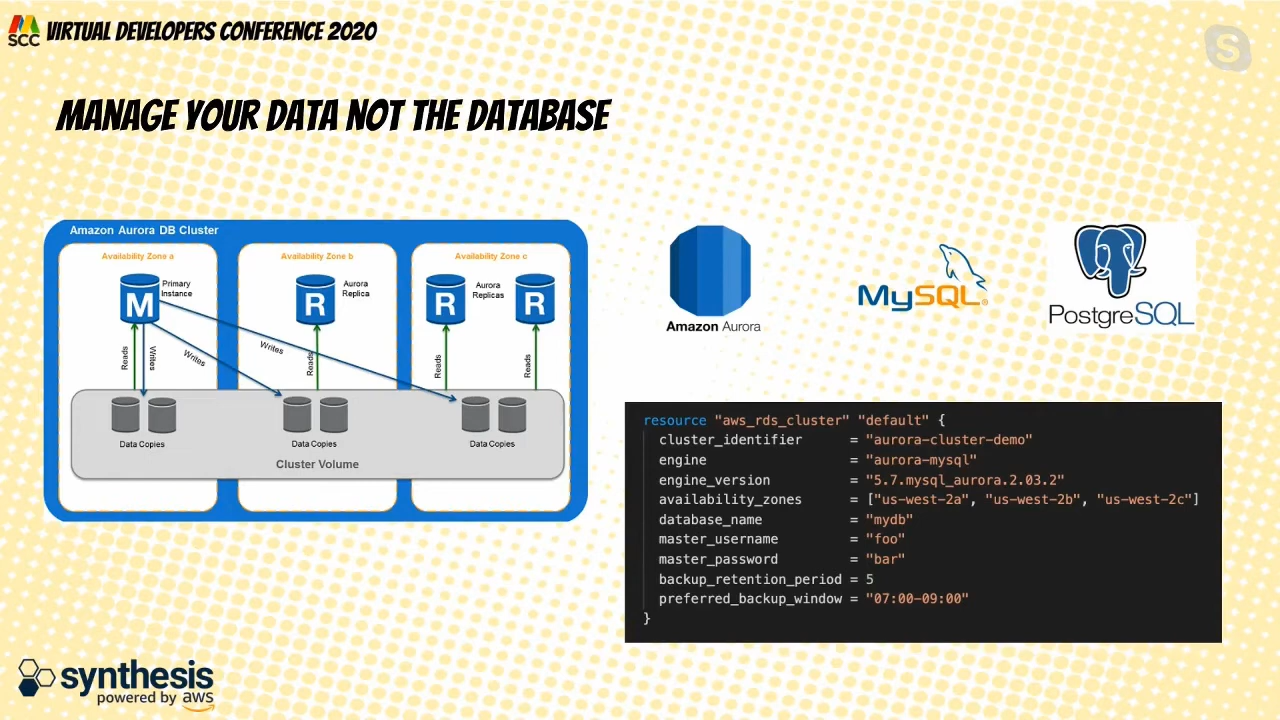 SCC VIRTUAL DEVELOPERS CONFERENCE 2020
S
MANAGE YOUR DATA NOT THE DATABASE
Amazon Aurora DB Cluster
Availability Zone a
Availability Zone b
Availability Zone c
M
Primary
Instance
R
Aurora
Replica
R
Aurora
Replicas
R
Reads
Writes
Writes
Writes
Reads
Reads
Reads
Data Copies
Data Copies
Data Copies
Cluster Volume
Amazon Aurora
MySQL®
PostgreSQL
resource "aws_rds_cluster" "default" {
cluster_identifier = "aurora-cluster-demo"
engine = "aurora-mysql"
engine_version = "5.7.mysql_aurora.2.03.2"
availability_zones = ["us-west-2a", "us-west-2b", "us-west-2c"]
database_name = "mydb"
master_username = "foo"
master_password = "bar"
backup_retention_period = 5
preferred_backup_window = "07:00-09:00"
}
synthesis
powered by aws